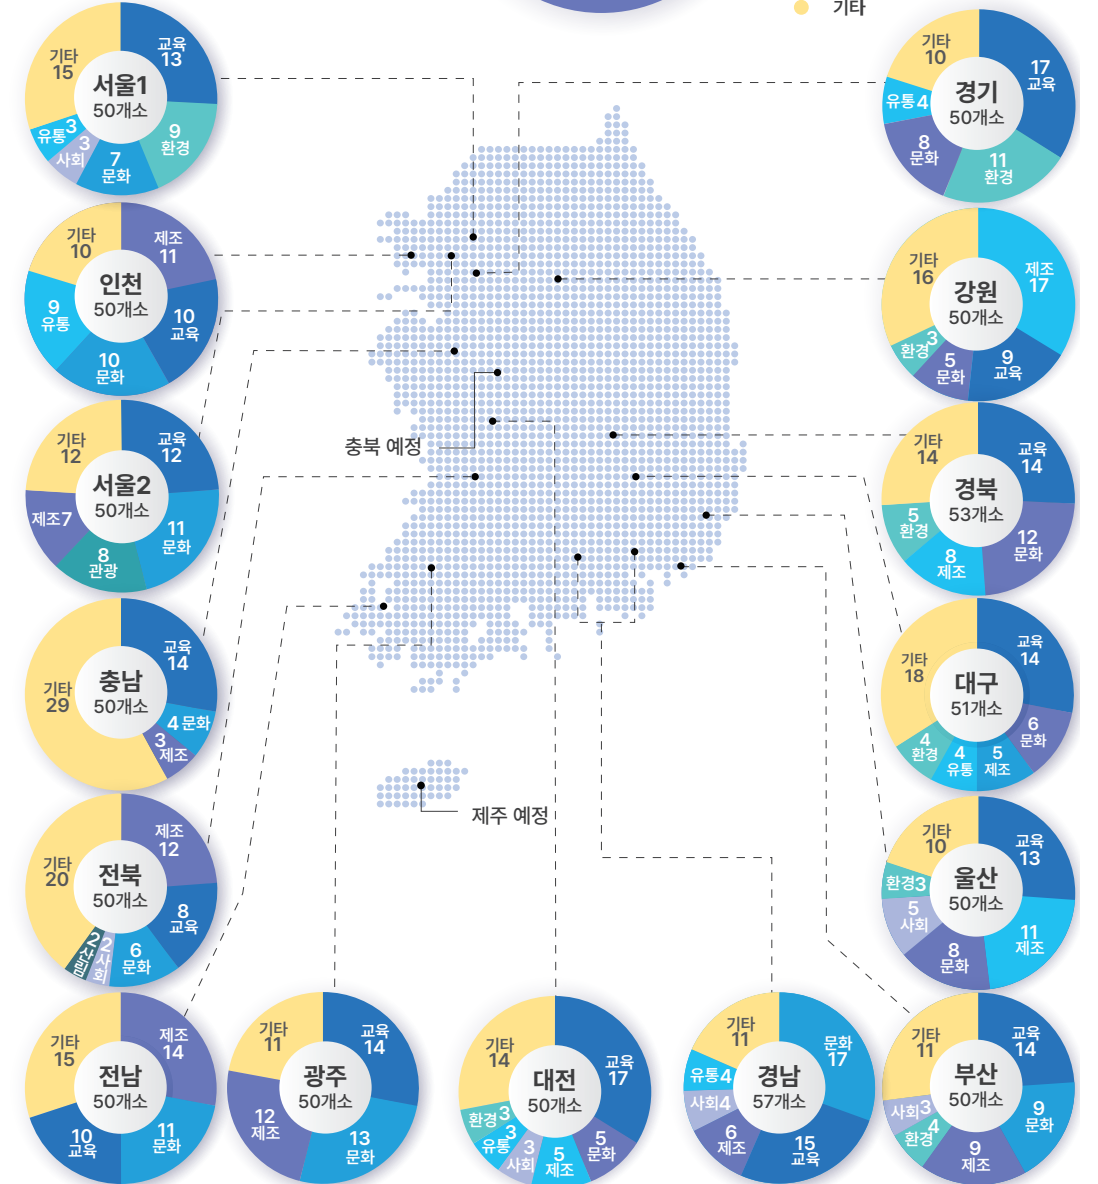 기타
서울1
50개소
교육
13
9
환경
7
문화
3
사회
유통3
기타
15
경기
50개소
17
교육
11
환경
8
문화
유통4
기타
10
인천
50개소
제조
11
10
교육
10
문화
9
유통
기타
10
강원
50개소
제조
17
9
교육
5
문화
환경3
기타
16
서울2
50개소
교육
12
11
문화
8
관광
제조7
기타
12
충북 예정
경북
53개소
교육
14
12
문화
8
제조
5
환경
기타
14
충남
50개소
교육
14
4 문화
3
제조
기타
29
대구
51개소
교육
14
6
문화
5
제조
4
유통
4
환경
기타
18
제주 예정
전북
50개소
제조
12
8
교육
6
문화
2
사회
2
산림
기타
20
울산
50개소
교육
13
11
제조
8
문화
5
사회
환경3
기타
10
전남
50개소
제조
14
11
문화
10
교육
기타
15
광주
50개소
교육
14
13
문화
12
제조
기타
11
대전
50개소
교육
17
5
문화
5
제조
3
사회
유통3
환경3
기타
14
경남
57개소
문화
17
15
교육
6
제조
사회4
유통4
기타
11
부산
50개소
교육
14
9
문화
9
제조
4
환경
사회3
기타
11